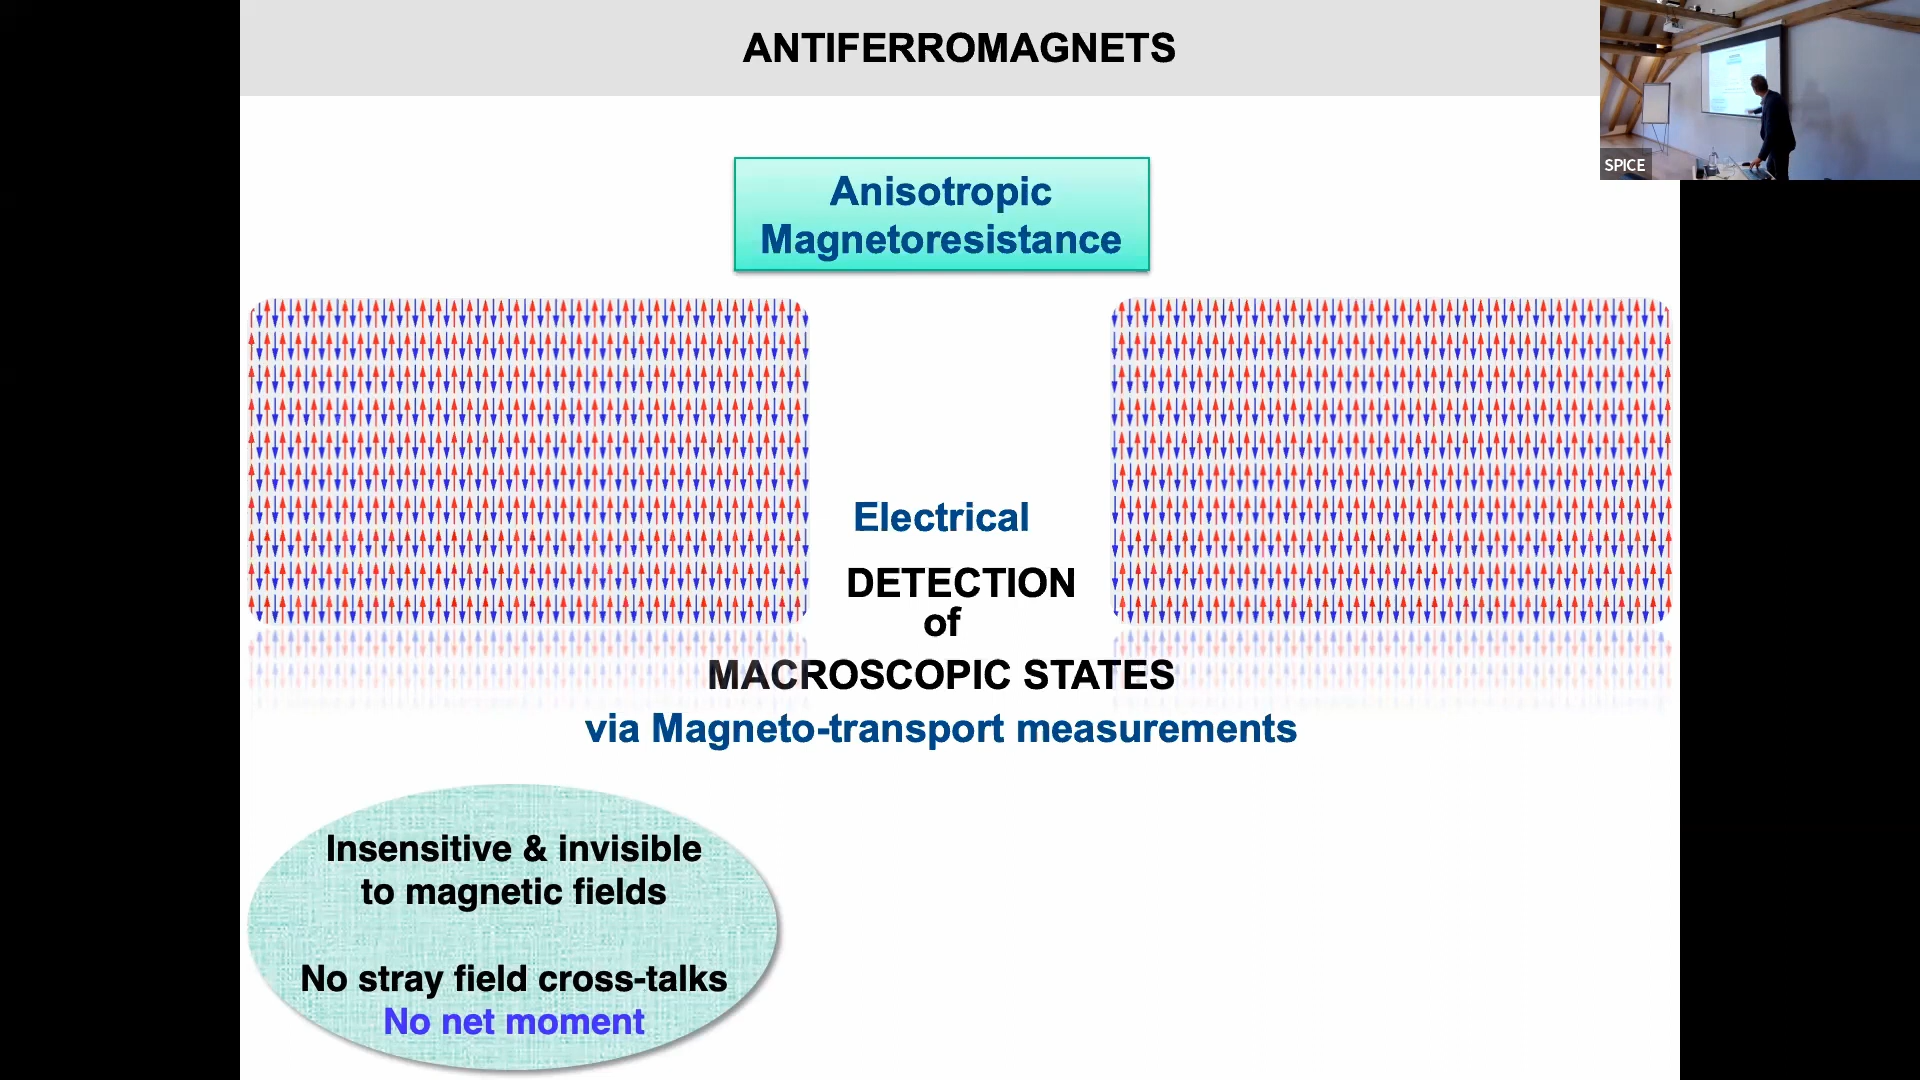 ANTIFERROMAGNETS
SPICE
Anisotropic
Magnetoresistance
Electrical
DETECTION
of
MACROSCOPIC STATES
via Magneto-transport measurements
Insensitive & invisible
to magnetic fields
No stray field cross-talks
No net moment